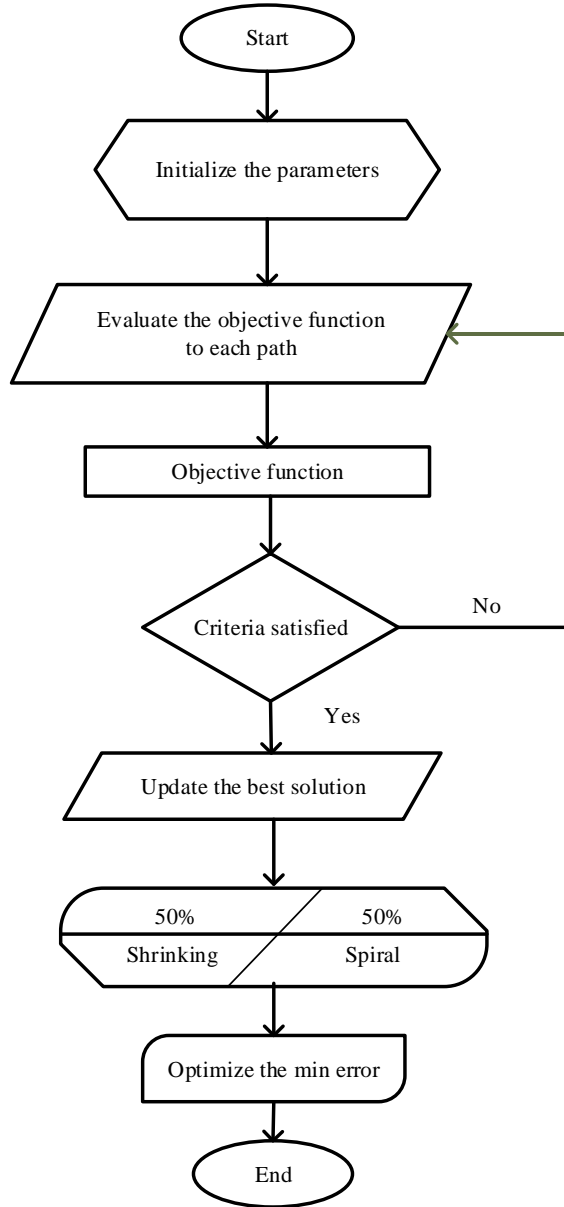 Start
Initialize the parameters
Evaluate the objective function
to each path
Objective function
Criteria satisfied
No
Yes
Update the best solution
50% 50%
Shrinking Spiral
Optimize the min error
End